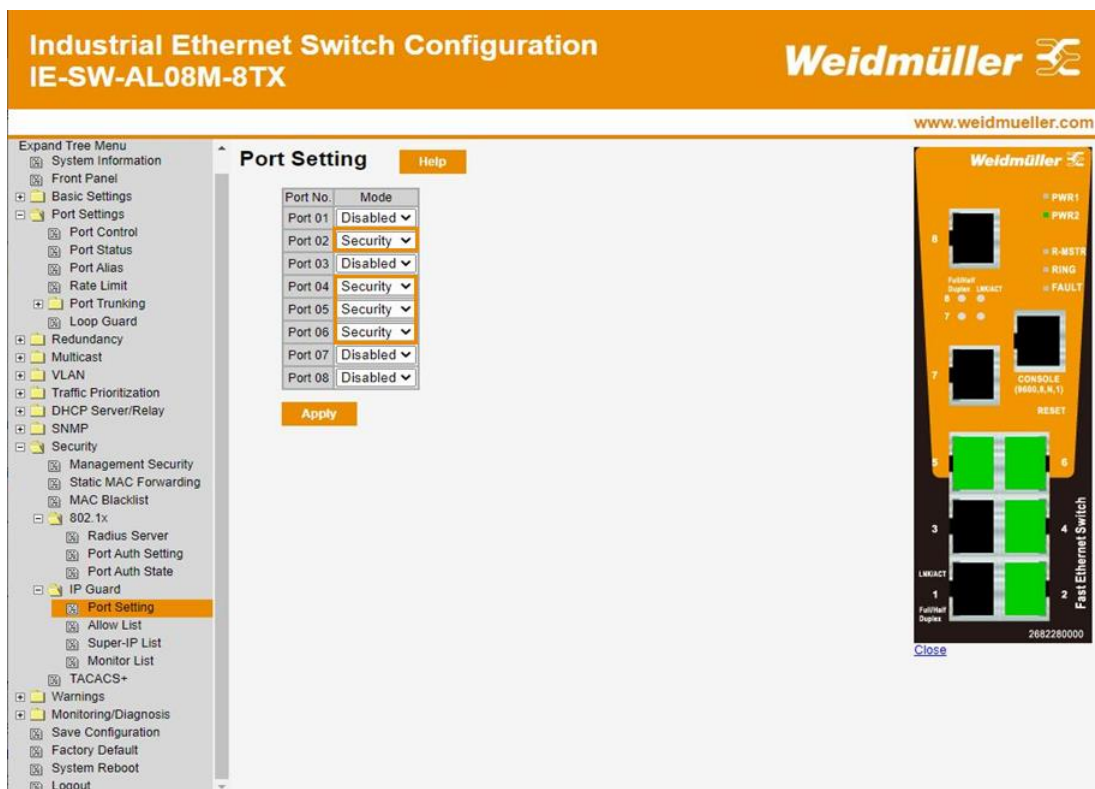 Industrial Ethernet Switch Configuration
IE-SW-AL08M-8TX
Weidmüller
www.weidmueller.com
Expand Tree Menu
System Information
Front Panel
Basic Settings
Port Settings
Port Control
Port Status
Port Alias
Rate Limit
Port Trunking
Loop Guard
Redundancy
Multicast
VLAN
Traffic Prioritization
DHCP Server/Relay
SNMP
Security
Management Security
Static MAC Forwarding
MAC Blacklist
802.1x
Radius Server
Port Auth Setting
Port Auth State
IP Guard
Port Setting
Allow List
Super-IP List
Monitor List
TACACS+
Warnings
Monitoring/Diagnosis
Save Configuration
Factory Default
System Reboot
Logout
Port Setting Help
Port No. Mode
Port 01 Disabled
Port 02 Security
Port 03 Disabled
Port 04 Security
Port 05 Security
Port 06 Security
Port 07 Disabled
Port 08 Disabled
Apply
Weidmüller
PWR1
PWR2
8
R-MSTR
RING
FAULT
Full/Half
Duplex LNK/ACT
8
7
7
CONSOLE
(9600,8,N,1)
RESET
5 6
3 4
LNK/ACT
1 2
Full/Half
Duplex
Fast Ethernet Switch
2682280000
Close